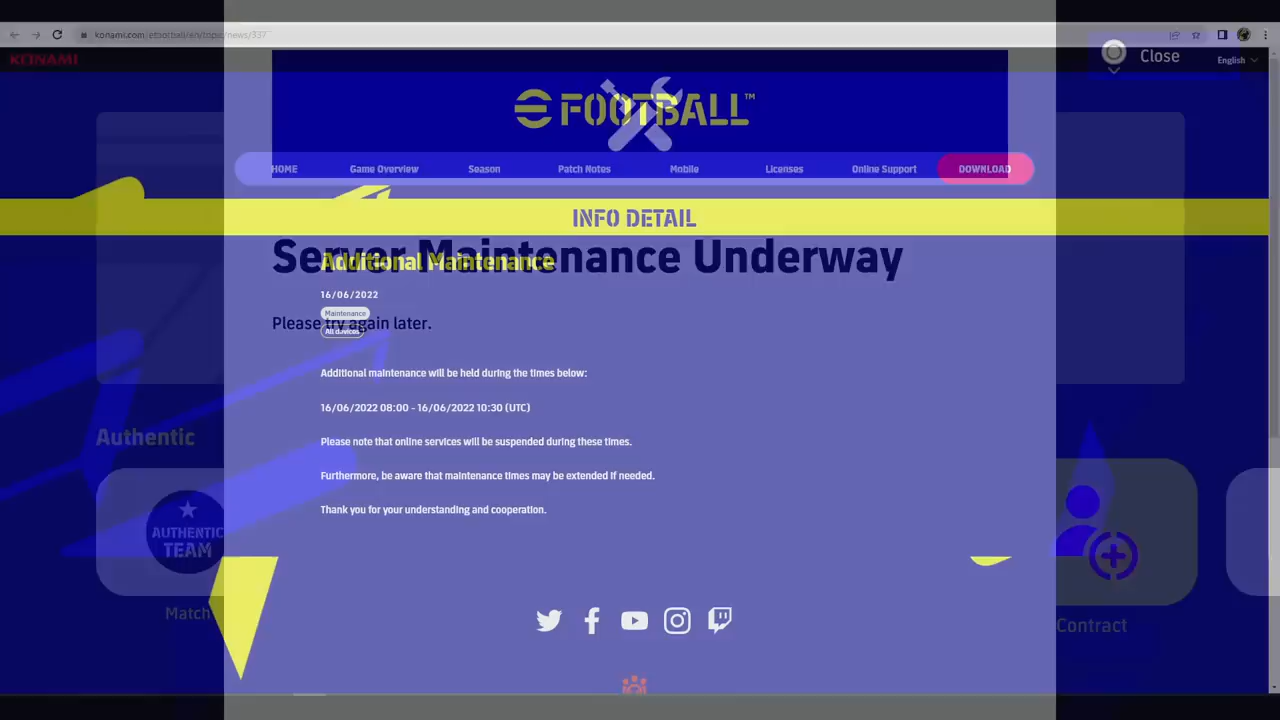 konami.com/efootball/en/topic/news/337
KONAMI
Close
English
eFOOTBALL™
HOME
Game Overview
Season
Patch Notes
Mobile
Licenses
Online Support
DOWNLOAD
INFO DETAIL
Server Maintenance Underway
Additional Maintenance
16/06/2022
Maintenance
Please try again later.
All devices
Additional maintenance will be held during the times below:
16/06/2022 08:00 - 16/06/2022 10:30 (UTC)
Please note that online services will be suspended during these times.
Furthermore, be aware that maintenance times may be extended if needed.
Thank you for your understanding and cooperation.
Authentic
AUTHENTIC
TEAM
Match
Contract